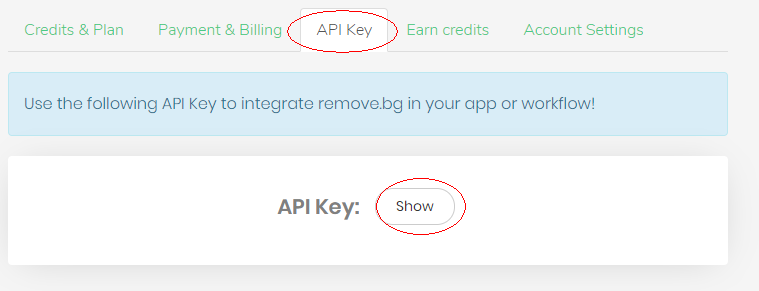 Credits & Plan Payment & Billing API Key Earn credits Account Settings
Use the following API Key to integrate remove.bg in your app or workflow!
API Key: Show